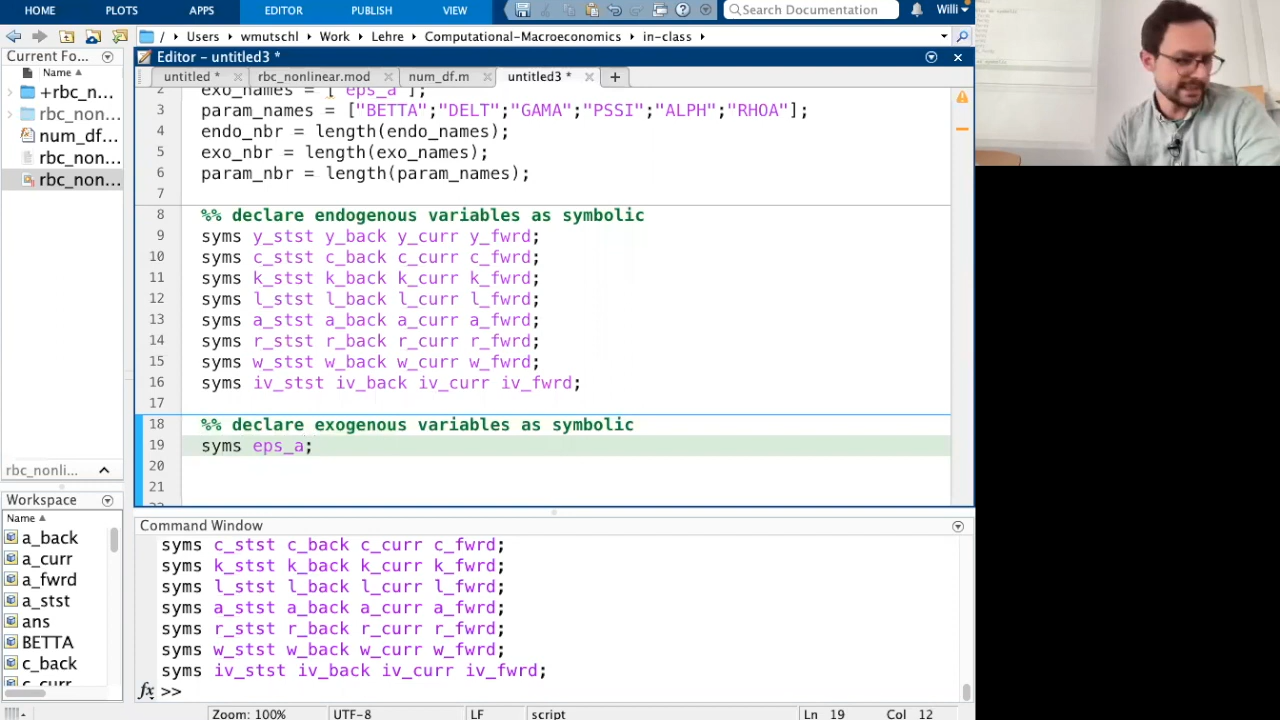 HOME PLOTS APPS EDITOR PUBLISH VIEW Search Documentation Willi
/ Users wmutschl Work Lehre Computational-Macroeconomics in-class
Current Fo...
Name
+rbc_n...
rbc_non...
num_df...
rbc_non...
rbc_non...
rbc_nonli...
Workspace
Name
a_back
a_curr
a_fwrd
a_stst
ans
BETTA
c_back
c_curr
Editor – untitled3 *
untitled * rbc_nonlinear.mod num_df.m untitled3 *
2 exo_names = ["eps_a"];
3 param_names = ["BETTA";"DELT";"GAMA";"PSSI";"ALPH";"RHOA"];
4 endo_nbr = length(endo_names);
5 exo_nbr = length(exo_names);
6 param_nbr = length(param_names);
7
8 %% declare endogenous variables as symbolic
9 syms y_stst y_back y_curr y_fwrd;
10 syms c_stst c_back c_curr c_fwrd;
11 syms k_stst k_back k_curr k_fwrd;
12 syms l_stst l_back l_curr l_fwrd;
13 syms a_stst a_back a_curr a_fwrd;
14 syms r_stst r_back r_curr r_fwrd;
15 syms w_stst w_back w_curr w_fwrd;
16 syms iv_stst iv_back iv_curr iv_fwrd;
17
18 %% declare exogenous variables as symbolic
19 syms eps_a;
20
21
Command Window
syms c_stst c_back c_curr c_fwrd;
syms k_stst k_back k_curr k_fwrd;
syms l_stst l_back l_curr l_fwrd;
syms a_stst a_back a_curr a_fwrd;
syms r_stst r_back r_curr r_fwrd;
syms w_stst w_back w_curr w_fwrd;
syms iv_stst iv_back iv_curr iv_fwrd;
fx >>
Zoom: 100% UTF-8 LF script Ln 19 Col 12